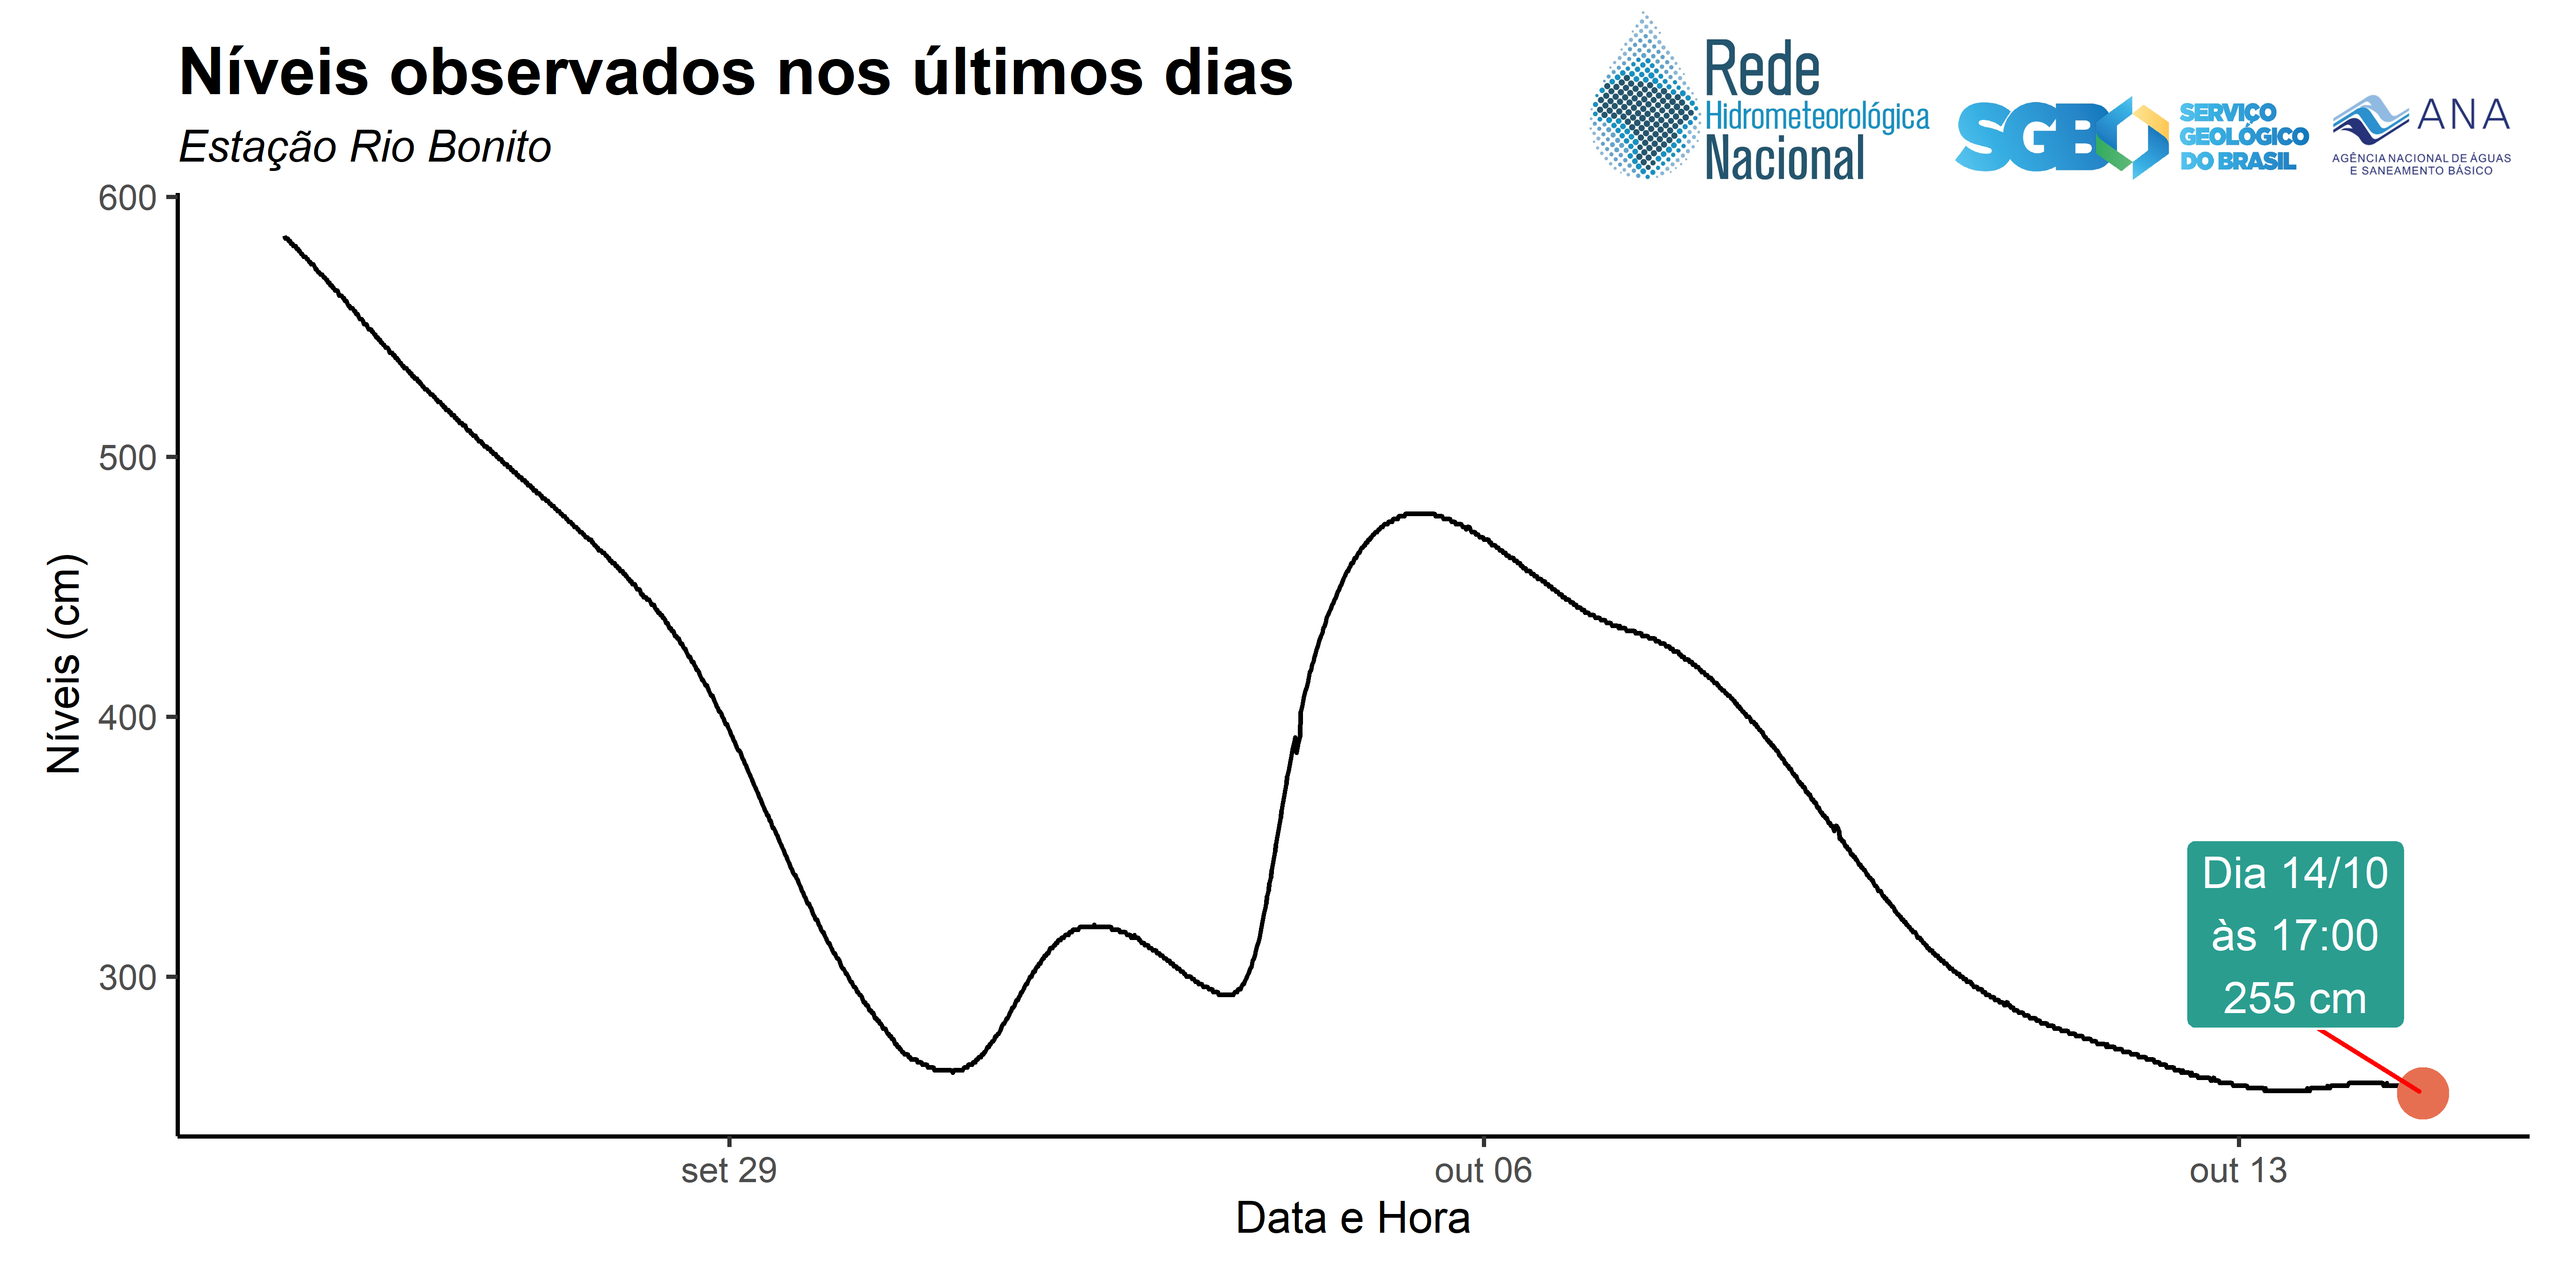 Níveis observados nos últimos dias
Estação Rio Bonito
Rede
Hidrometeorológica
Nacional
SGB
SERVIÇO
GEOLÓGICO
DO BRASIL
ANA
AGÊNCIA NACIONAL DE ÁGUAS
E SANEAMENTO BÁSICO
600
500
400
300
Níveis (cm)
Dia 14/10
às 17:00
255 cm
set 29
out 06
out 13
Data e Hora